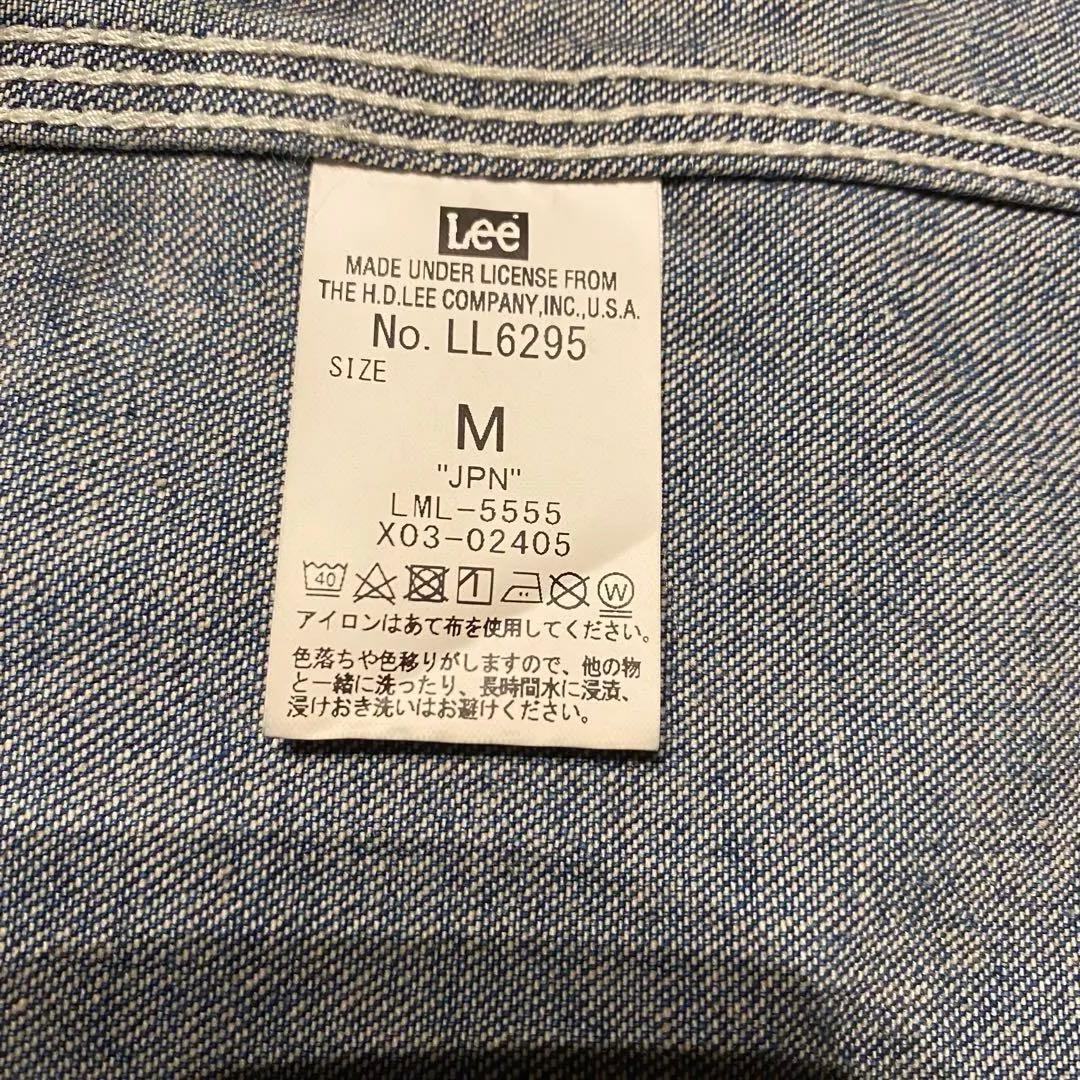 Lee
MADE UNDER LICENSE FROM
THE H.D.LEE COMPANY,INC.,U.S.A.
No. LL6295
SIZE
M
"JPN"
LML-5555
X03-02405
40 W
アイロンはあて布を使用してください。
色落ちや色移りがしますので、他の物
と一緒に洗ったり、長時間水に浸漬、
浸けおき洗いはお避けください。